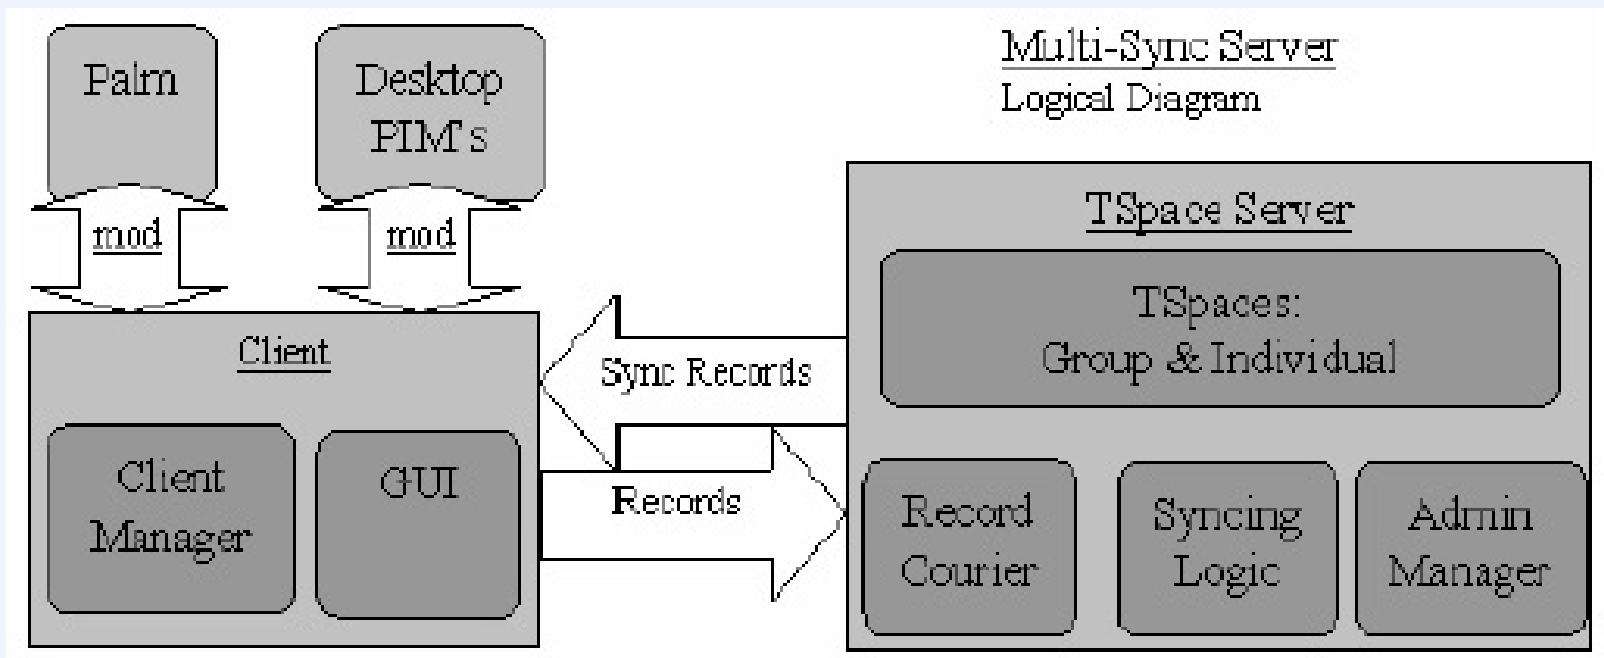 Multi-Sync Server
Logical Diagram
Palm
Desktop
PIM's
mod
mod
Client
Client
Manager
GUI
Sync Records
Records
TSpace Server
TSpaces:
Group & Individual
Record
Courier
Syncing
Logic
Admin
Manager